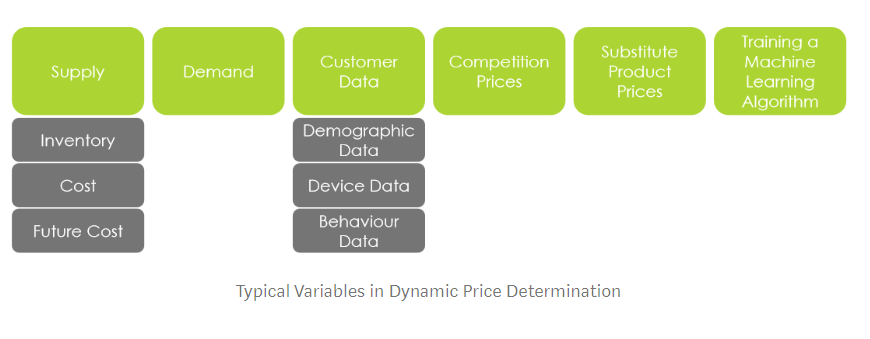 Supply
Demand
Customer
Data
Competition
Prices
Substitute
Product
Prices
Training a
Machine
Learning
Algorithm
Inventory
Cost
Future Cost
Demographic
Data
Device Data
Behaviour
Data
Typical Variables in Dynamic Price Determination